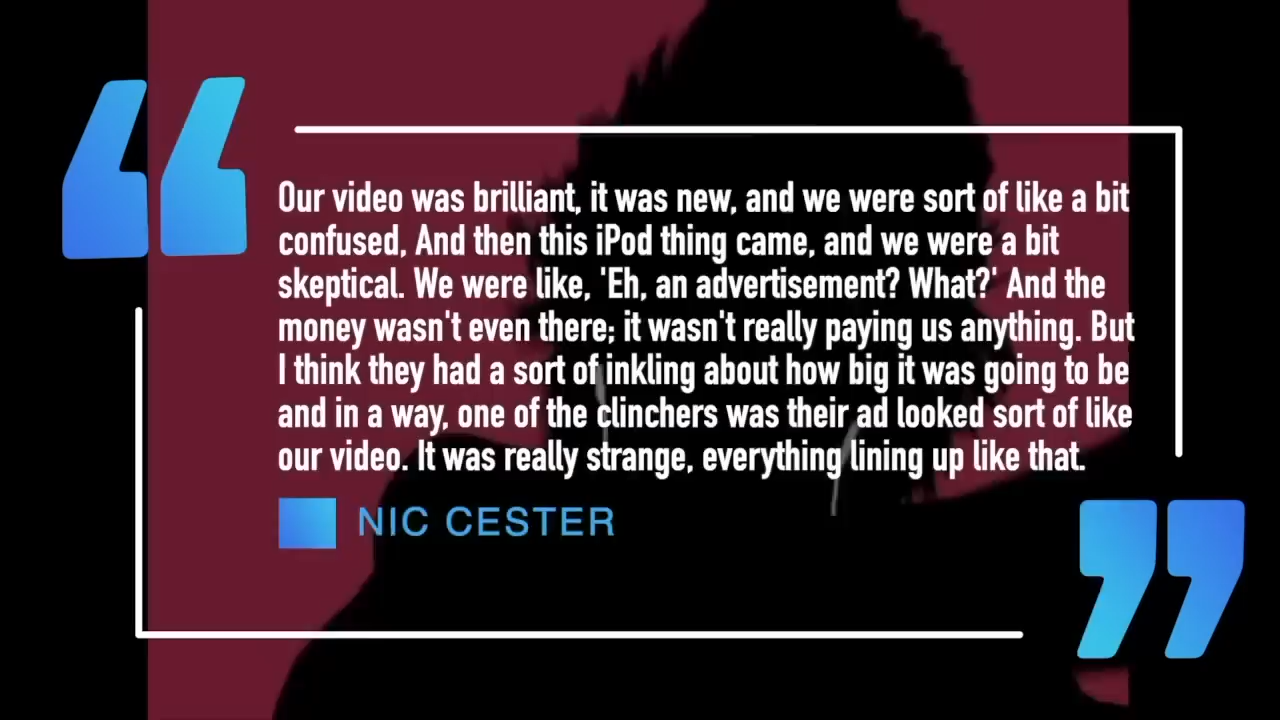 Our video was brilliant, it was new, and we were sort of like a bit
confused, And then this iPod thing came, and we were a bit
skeptical. We were like, 'Eh, an advertisement? What?' And the
money wasn't even there; it wasn't really paying us anything. But
I think they had a sort of inkling about how big it was going to be
and in a way, one of the clinchers was their ad looked sort of like
our video. It was really strange, everything lining up like that.
NIC CESTER